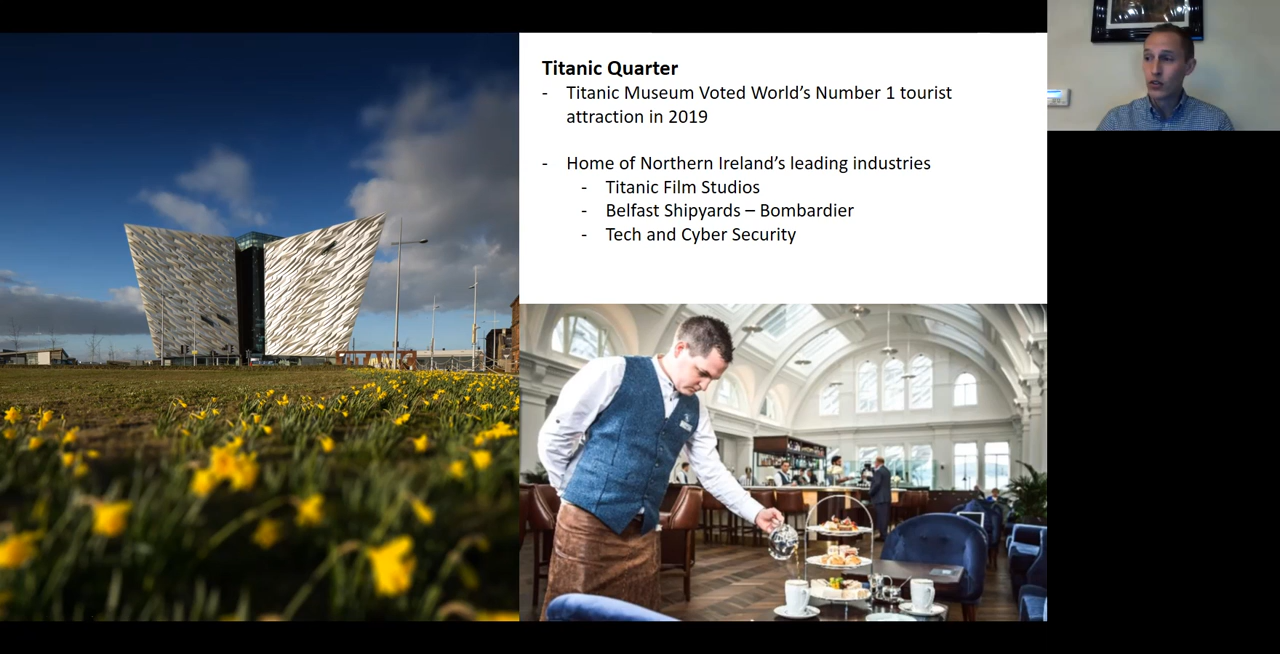 Titanic Quarter
- Titanic Museum Voted World's Number 1 tourist
attraction in 2019
- Home of Northern Ireland's leading industries
- Titanic Film Studios
- Belfast Shipyards – Bombardier
- Tech and Cyber Security